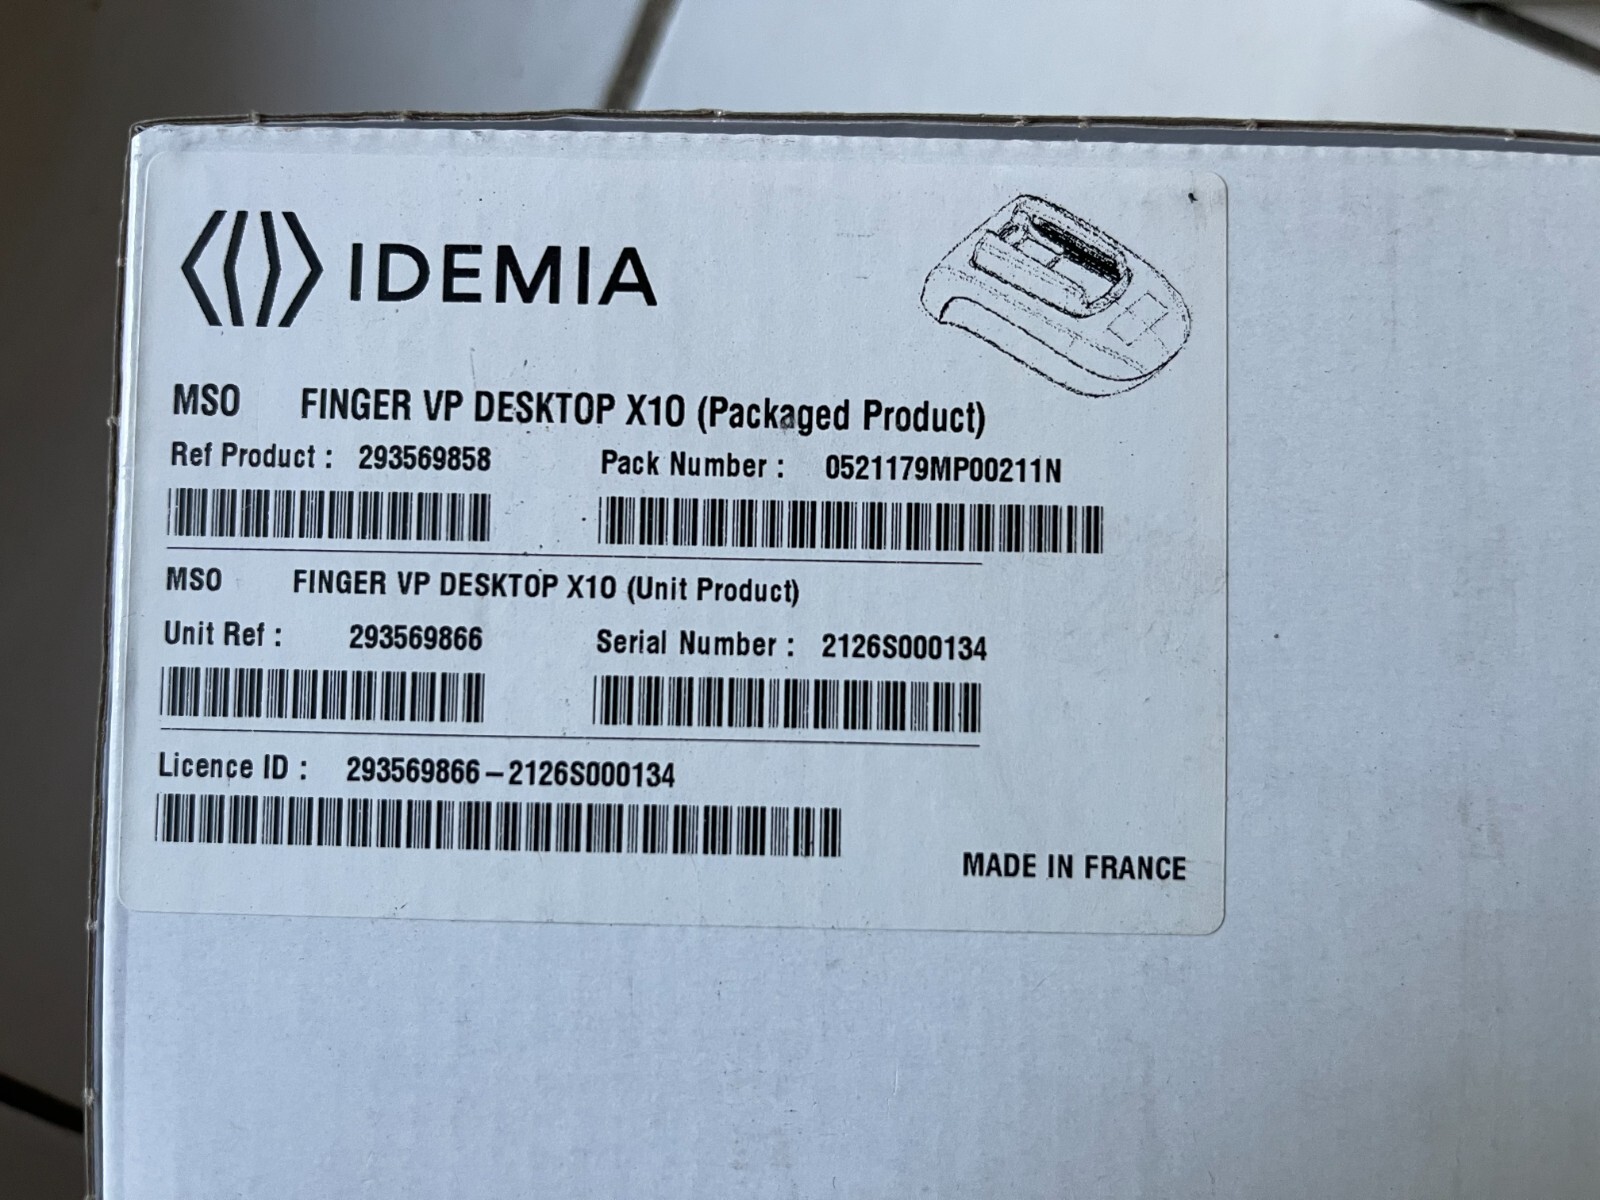 IDEMIA
MSO FINGER VP DESKTOP X10 (Packaged Product)
Ref Product : 293569858 Pack Number : 0521179MP00211N
MSO FINGER VP DESKTOP X10 (Unit Product)
Unit Ref : 293569866 Serial Number : 2126S000134
Licence ID : 293569866-2126S000134
MADE IN FRANCE